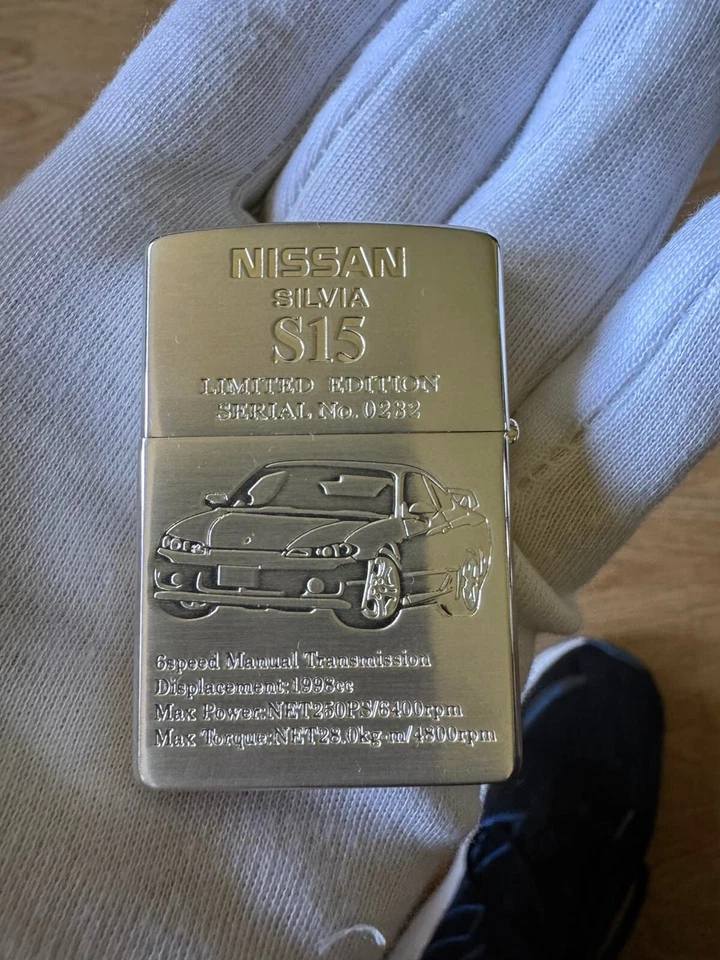 NISSAN
SILVIA
S15
LIMITED EDITION
SERIAL No. 0232
6speed Manual Transmission
Displacement:1998cc
Max Power:NET250PS/6400rpm
Max Torque:NET28.0kg-m/4800rpm